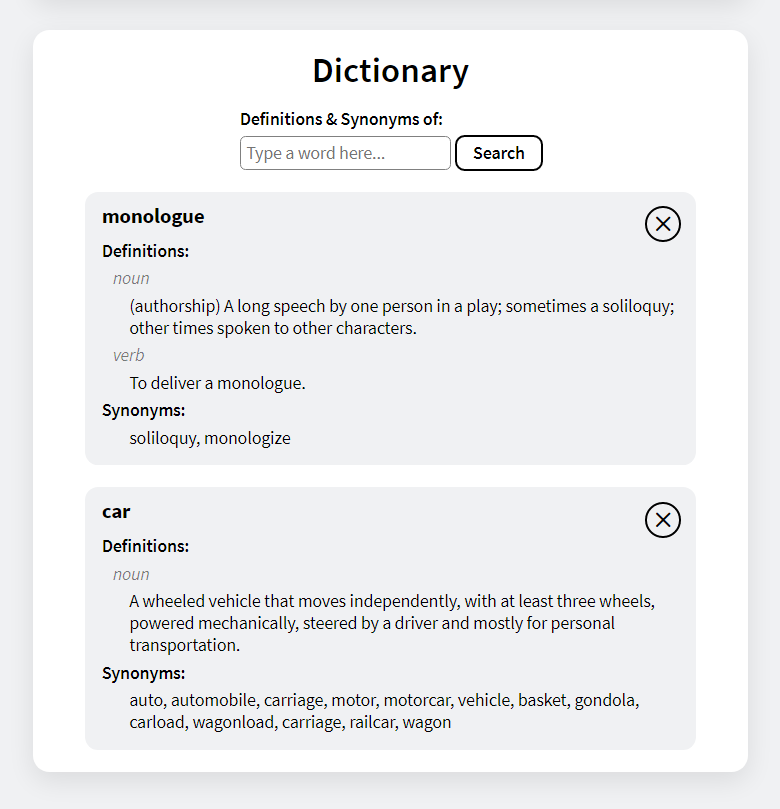 Dictionary
Definitions & Synonyms of:
Type a word here...
Search
monologue
Definitions:
noun
(authorship) A long speech by one person in a play; sometimes a soliloquy;
other times spoken to other characters.
verb
To deliver a monologue.
Synonyms:
soliloquy, monologize
car
Definitions:
noun
A wheeled vehicle that moves independently, with at least three wheels,
powered mechanically, steered by a driver and mostly for personal
transportation.
Synonyms:
auto, automobile, carriage, motor, motorcar, vehicle, basket, gondola,
carload, wagonload, carriage, railcar, wagon